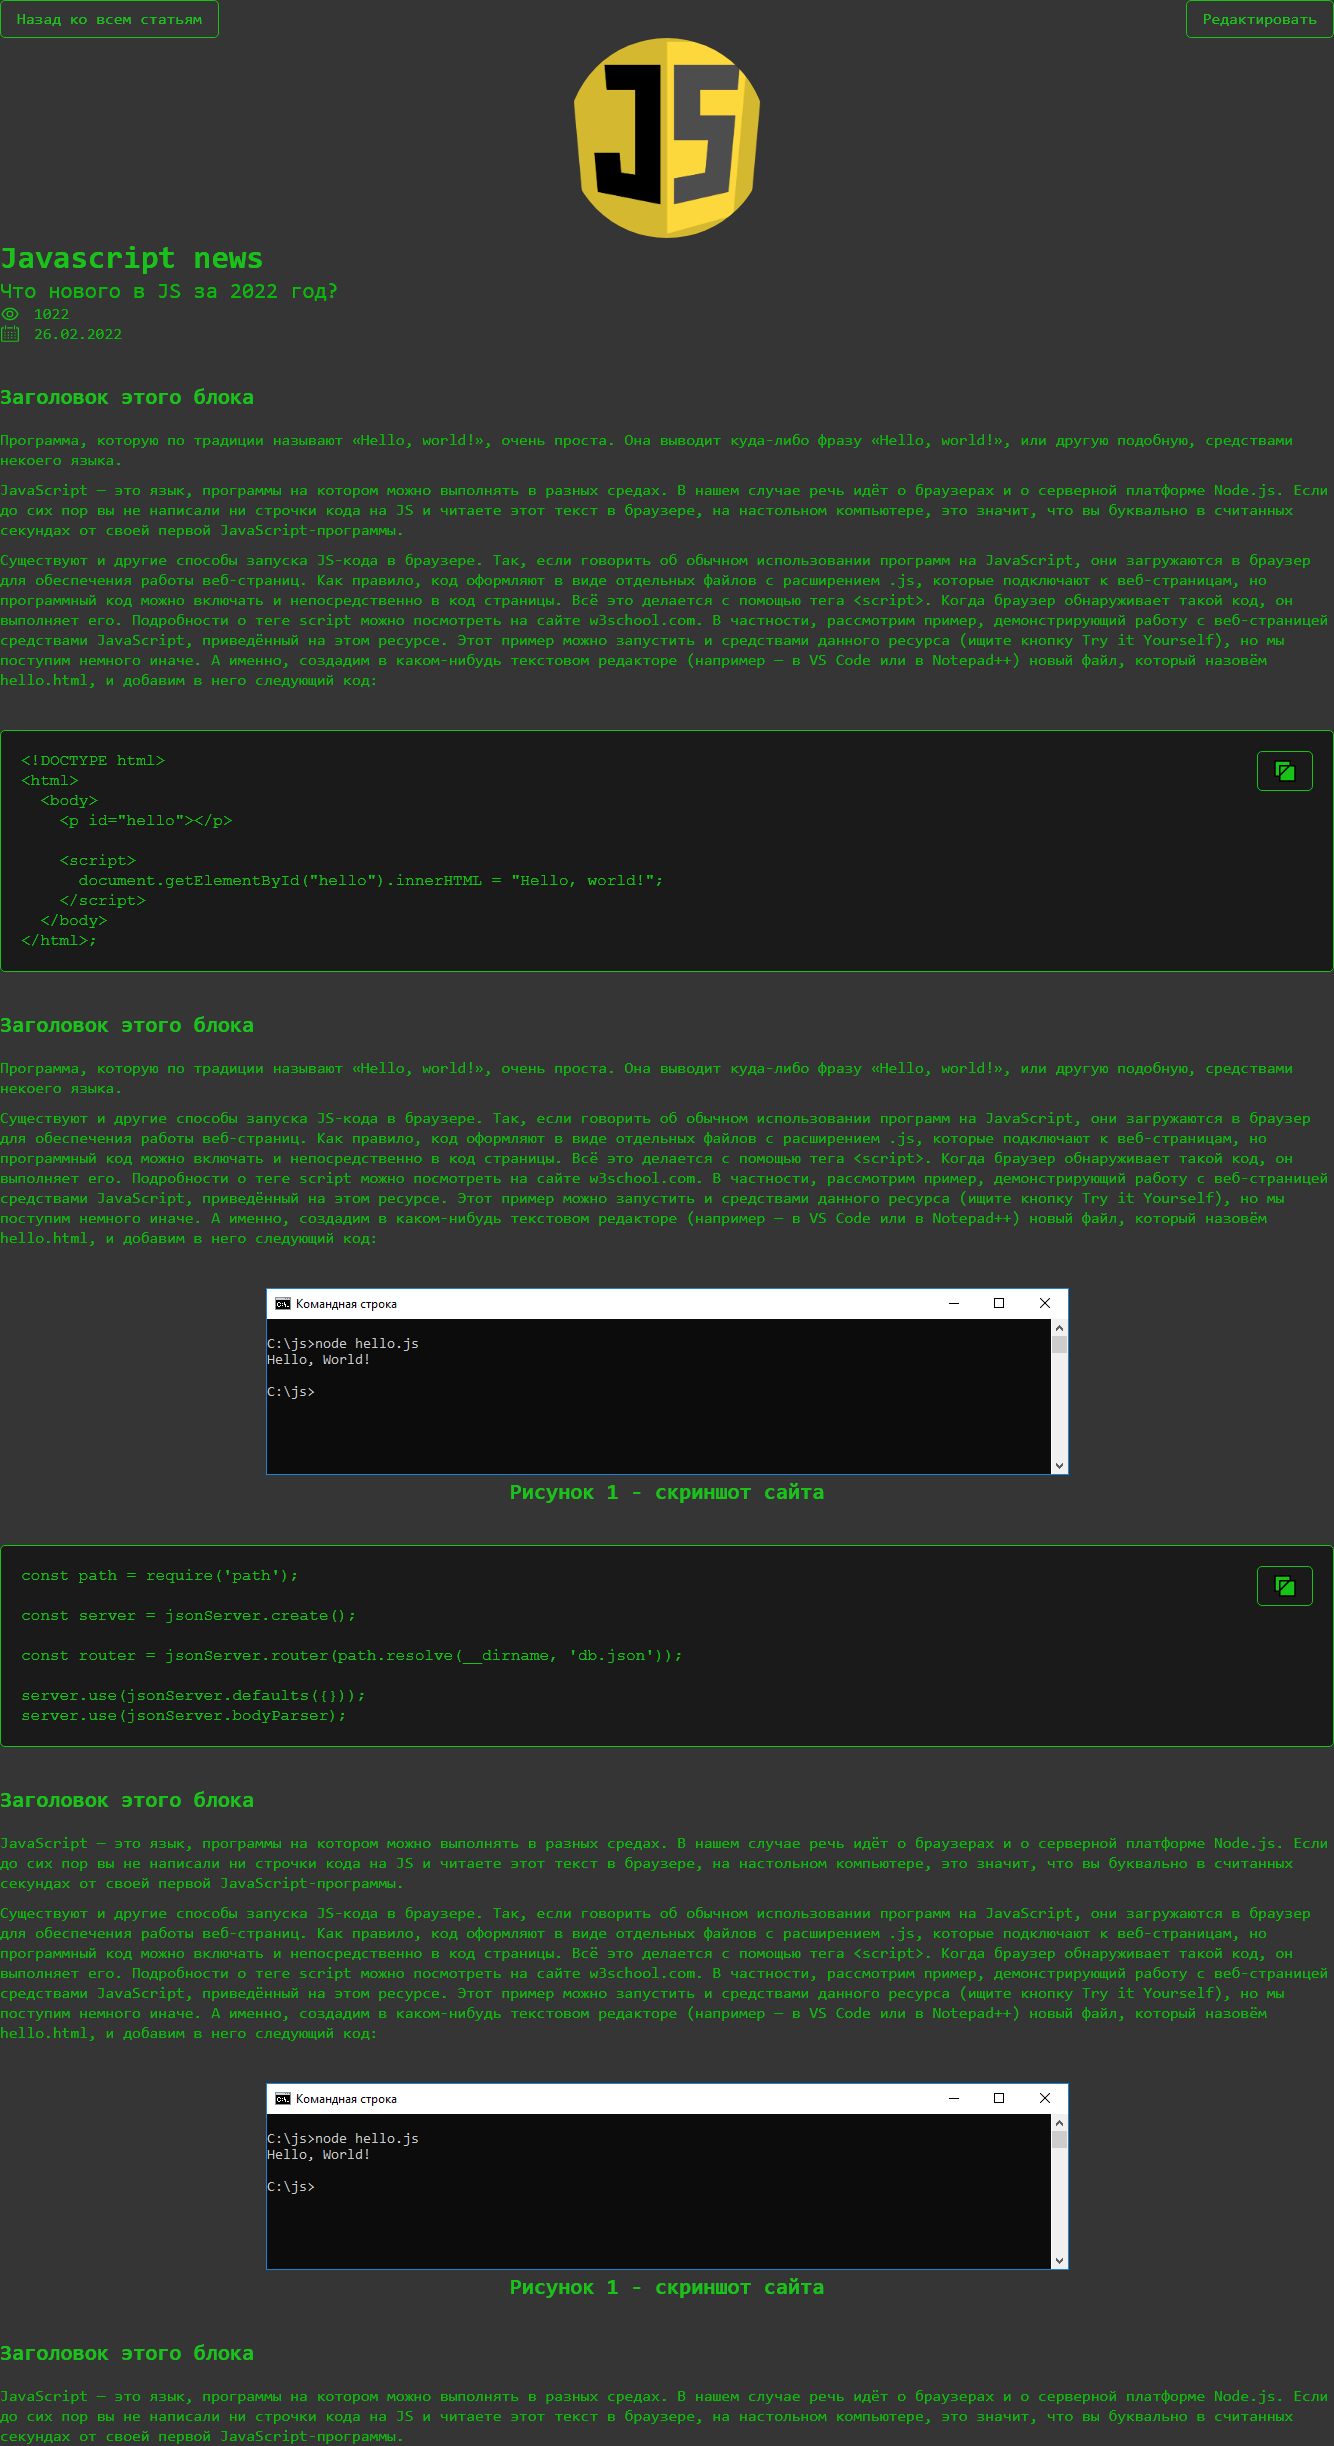 Назад ко всем статьям
Редактировать
JS
Javascript news
Что нового в JS за 2022 год?
1022
26.02.2022
Заголовок этого блока
Программа, которую по традиции называют «Hello, world!», очень проста. Она выводит куда-либо фразу «Hello, world!», или другую подобную, средствами
некоего языка.
JavaScript — это язык, программы на котором можно выполнять в разных средах. В нашем случае речь идёт о браузерах и о серверной платформе Node.js. Если
до сих пор вы не написали ни строчки кода на JS и читаете этот текст в браузере, на настольном компьютере, это значит, что вы буквально в считанных
секундах от своей первой JavaScript-программы.
Существуют и другие способы запуска JS-кода в браузере. Так, если говорить об обычном использовании программ на JavaScript, они загружаются в браузер
для обеспечения работы веб-страниц. Как правило, код оформляют в виде отдельных файлов с расширением .js, которые подключают к веб-страницам, но
программный код можно включать и непосредственно в код страницы. Всё это делается с помощью тега <script>. Когда браузер обнаруживает такой код, он
выполняет его. Подробности о теге script можно посмотреть на сайте w3school.com. В частности, рассмотрим пример, демонстрирующий работу с веб-страницей
средствами JavaScript, приведённый на этом ресурсе. Этот пример можно запустить и средствами данного ресурса (ищите кнопку Try it Yourself), но мы
поступим немного иначе. А именно, создадим в каком-нибудь текстовом редакторе (например — в VS Code или в Notepad++) новый файл, который назовём
hello.html, и добавим в него следующий код:
<!DOCTYPE html>
<html>
  <body>
    <p id="hello"></p>
    <script>
      document.getElementById("hello").innerHTML = "Hello, world!";
    </script>
  </body>
</html>;
Заголовок этого блока
Программа, которую по традиции называют «Hello, world!», очень проста. Она выводит куда-либо фразу «Hello, world!», или другую подобную, средствами
некоего языка.
Существуют и другие способы запуска JS-кода в браузере. Так, если говорить об обычном использовании программ на JavaScript, они загружаются в браузер
для обеспечения работы веб-страниц. Как правило, код оформляют в виде отдельных файлов с расширением .js, которые подключают к веб-страницам, но
программный код можно включать и непосредственно в код страницы. Всё это делается с помощью тега <script>. Когда браузер обнаруживает такой код, он
выполняет его. Подробности о теге script можно посмотреть на сайте w3school.com. В частности, рассмотрим пример, демонстрирующий работу с веб-страницей
средствами JavaScript, приведённый на этом ресурсе. Этот пример можно запустить и средствами данного ресурса (ищите кнопку Try it Yourself), но мы
поступим немного иначе. А именно, создадим в каком-нибудь текстовом редакторе (например — в VS Code или в Notepad++) новый файл, который назовём
hello.html, и добавим в него следующий код:
Командная строка
C:\js>node hello.js
Hello, World!
C:\js>
Рисунок 1 - скриншот сайта
const path = require('path');
const server = jsonServer.create();
const router = jsonServer.router(path.resolve(__dirname, 'db.json'));
server.use(jsonServer.defaults({}));
server.use(jsonServer.bodyParser);
Заголовок этого блока
JavaScript — это язык, программы на котором можно выполнять в разных средах. В нашем случае речь идёт о браузерах и о серверной платформе Node.js. Если
до сих пор вы не написали ни строчки кода на JS и читаете этот текст в браузере, на настольном компьютере, это значит, что вы буквально в считанных
секундах от своей первой JavaScript-программы.
Существуют и другие способы запуска JS-кода в браузере. Так, если говорить об обычном использовании программ на JavaScript, они загружаются в браузер
для обеспечения работы веб-страниц. Как правило, код оформляют в виде отдельных файлов с расширением .js, которые подключают к веб-страницам, но
программный код можно включать и непосредственно в код страницы. Всё это делается с помощью тега <script>. Когда браузер обнаруживает такой код, он
выполняет его. Подробности о теге script можно посмотреть на сайте w3school.com. В частности, рассмотрим пример, демонстрирующий работу с веб-страницей
средствами JavaScript, приведённый на этом ресурсе. Этот пример можно запустить и средствами данного ресурса (ищите кнопку Try it Yourself), но мы
поступим немного иначе. А именно, создадим в каком-нибудь текстовом редакторе (например — в VS Code или в Notepad++) новый файл, который назовём
hello.html, и добавим в него следующий код:
Командная строка
C:\js>node hello.js
Hello, World!
C:\js>
Рисунок 1 - скриншот сайта
Заголовок этого блока
JavaScript — это язык, программы на котором можно выполнять в разных средах. В нашем случае речь идёт о браузерах и о серверной платформе Node.js. Если
до сих пор вы не написали ни строчки кода на JS и читаете этот текст в браузере, на настольном компьютере, это значит, что вы буквально в считанных
секундах от своей первой JavaScript-программы.